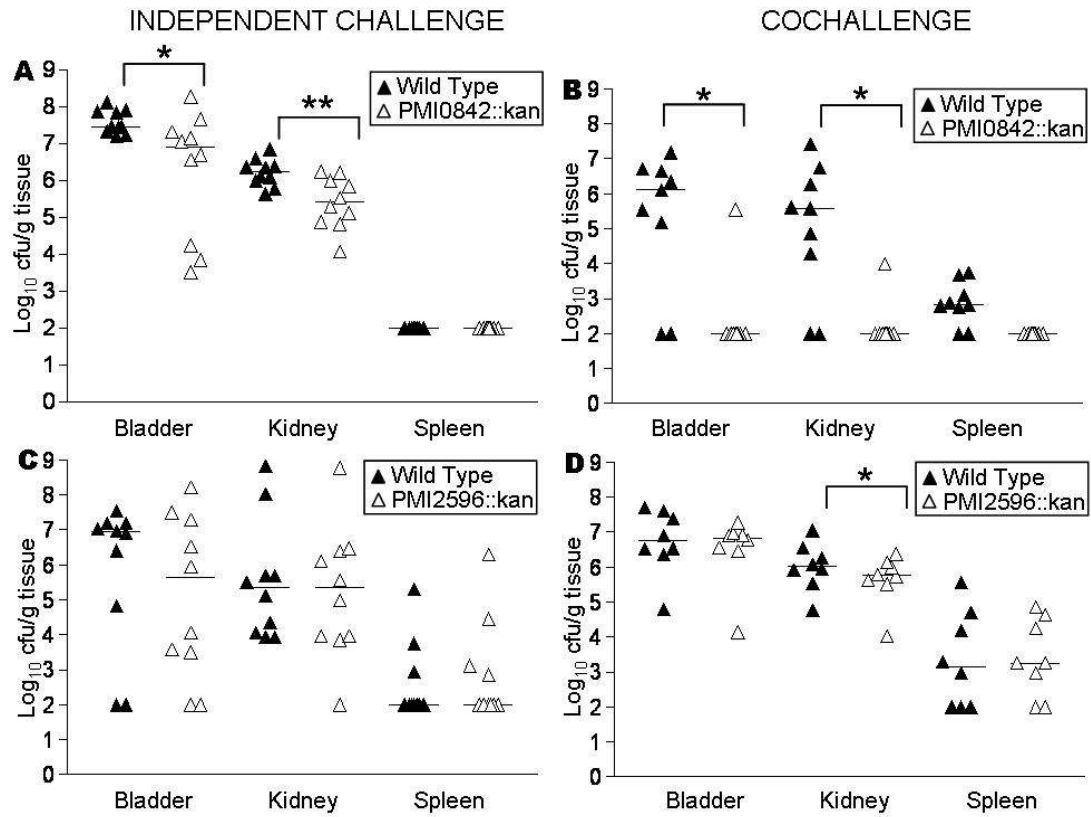 INDEPENDENT CHALLENGE
COCHALLENGE
A
Log10 cfu/g tissue
9
8
7
6
5
4
3
2
1
0
*
**
▲ Wild Type
△ PMI0842::kan
Bladder Kidney Spleen
B
Log10 cfu/g tissue
9
8
7
6
5
4
3
2
1
0
*
*
▲ Wild Type
△ PMI0842::kan
Bladder Kidney Spleen
C
Log10 cfu/g tissue
9
8
7
6
5
4
3
2
1
0
▲ Wild Type
△ PMI2596::kan
Bladder Kidney Spleen
D
Log10 cfu/g tissue
9
8
7
6
5
4
3
2
1
0
*
▲ Wild Type
△ PMI2596::kan
Bladder Kidney Spleen